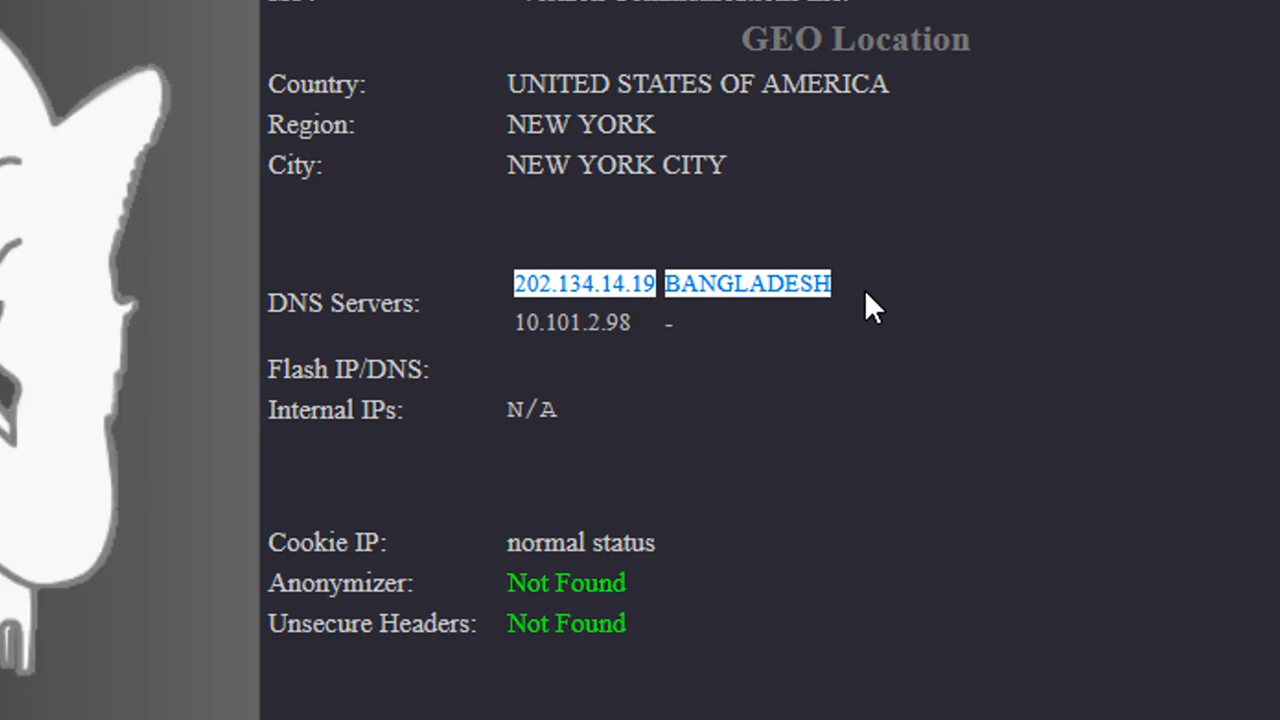 GEO Location
Country: UNITED STATES OF AMERICA
Region: NEW YORK
City: NEW YORK CITY
DNS Servers: 202.134.14.19 BANGLADESH
10.101.2.98 -
Flash IP/DNS:
Internal IPs: N/A
Cookie IP: normal status
Anonymizer: Not Found
Unsecure Headers: Not Found